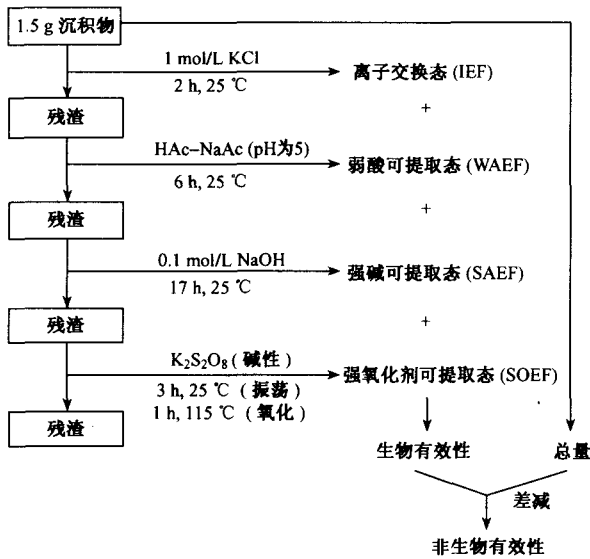 1.5 g 沉积物
1 mol/L KCl
2 h, 25 ℃
离子交换态 (IEF)
+
残渣
HAc–NaAc (pH为5)
6 h, 25 ℃
弱酸可提取态 (WAEF)
+
残渣
0.1 mol/L NaOH
17 h, 25 ℃
强碱可提取态 (SAEF)
+
残渣
K₂S₂O₈ ( 碱性 )
3 h, 25 ℃ ( 振荡 )
1 h, 115 ℃ ( 氧化 )
强氧化剂可提取态 (SOEF)
残渣
生物有效性
总量
差减
非生物有效性